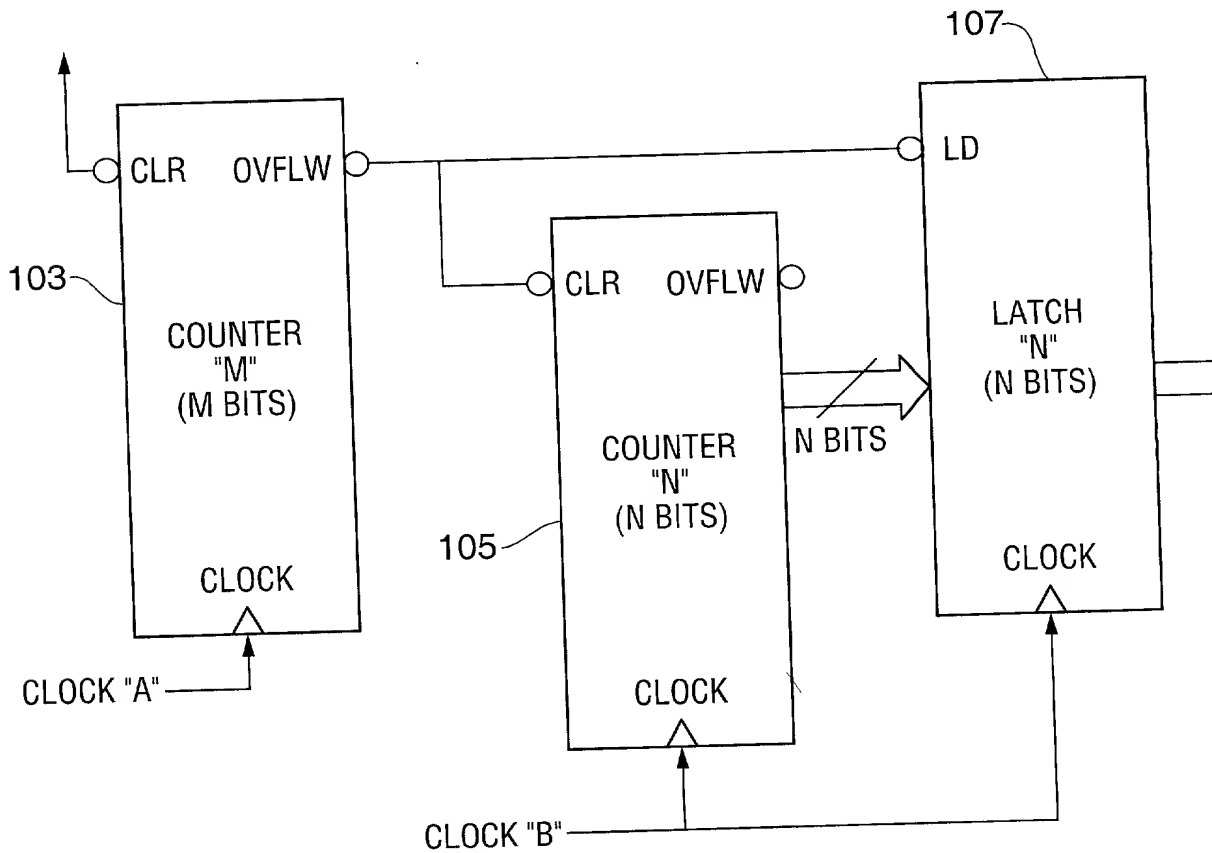 107
CLR OVFLW
LD
103
CLR OVFLW
COUNTER
"M"
(M BITS)
LATCH
"N"
(N BITS)
N BITS
COUNTER
"N"
(N BITS)
105
CLOCK
CLOCK
CLOCK "A"
CLOCK
CLOCK "B"